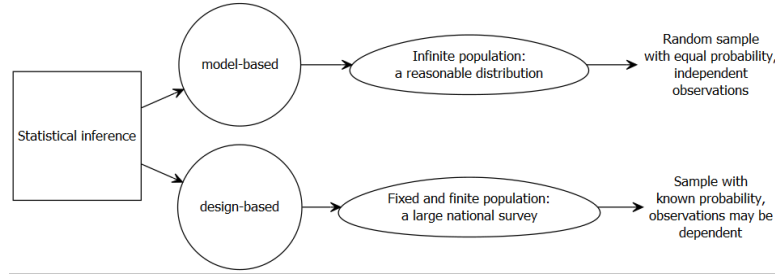 Statistical inference
model-based
Infinite population:
a reasonable distribution
Random sample
with equal probability,
independent
observations
design-based
Fixed and finite population:
a large national survey
Sample with
known probability,
observations may be
dependent